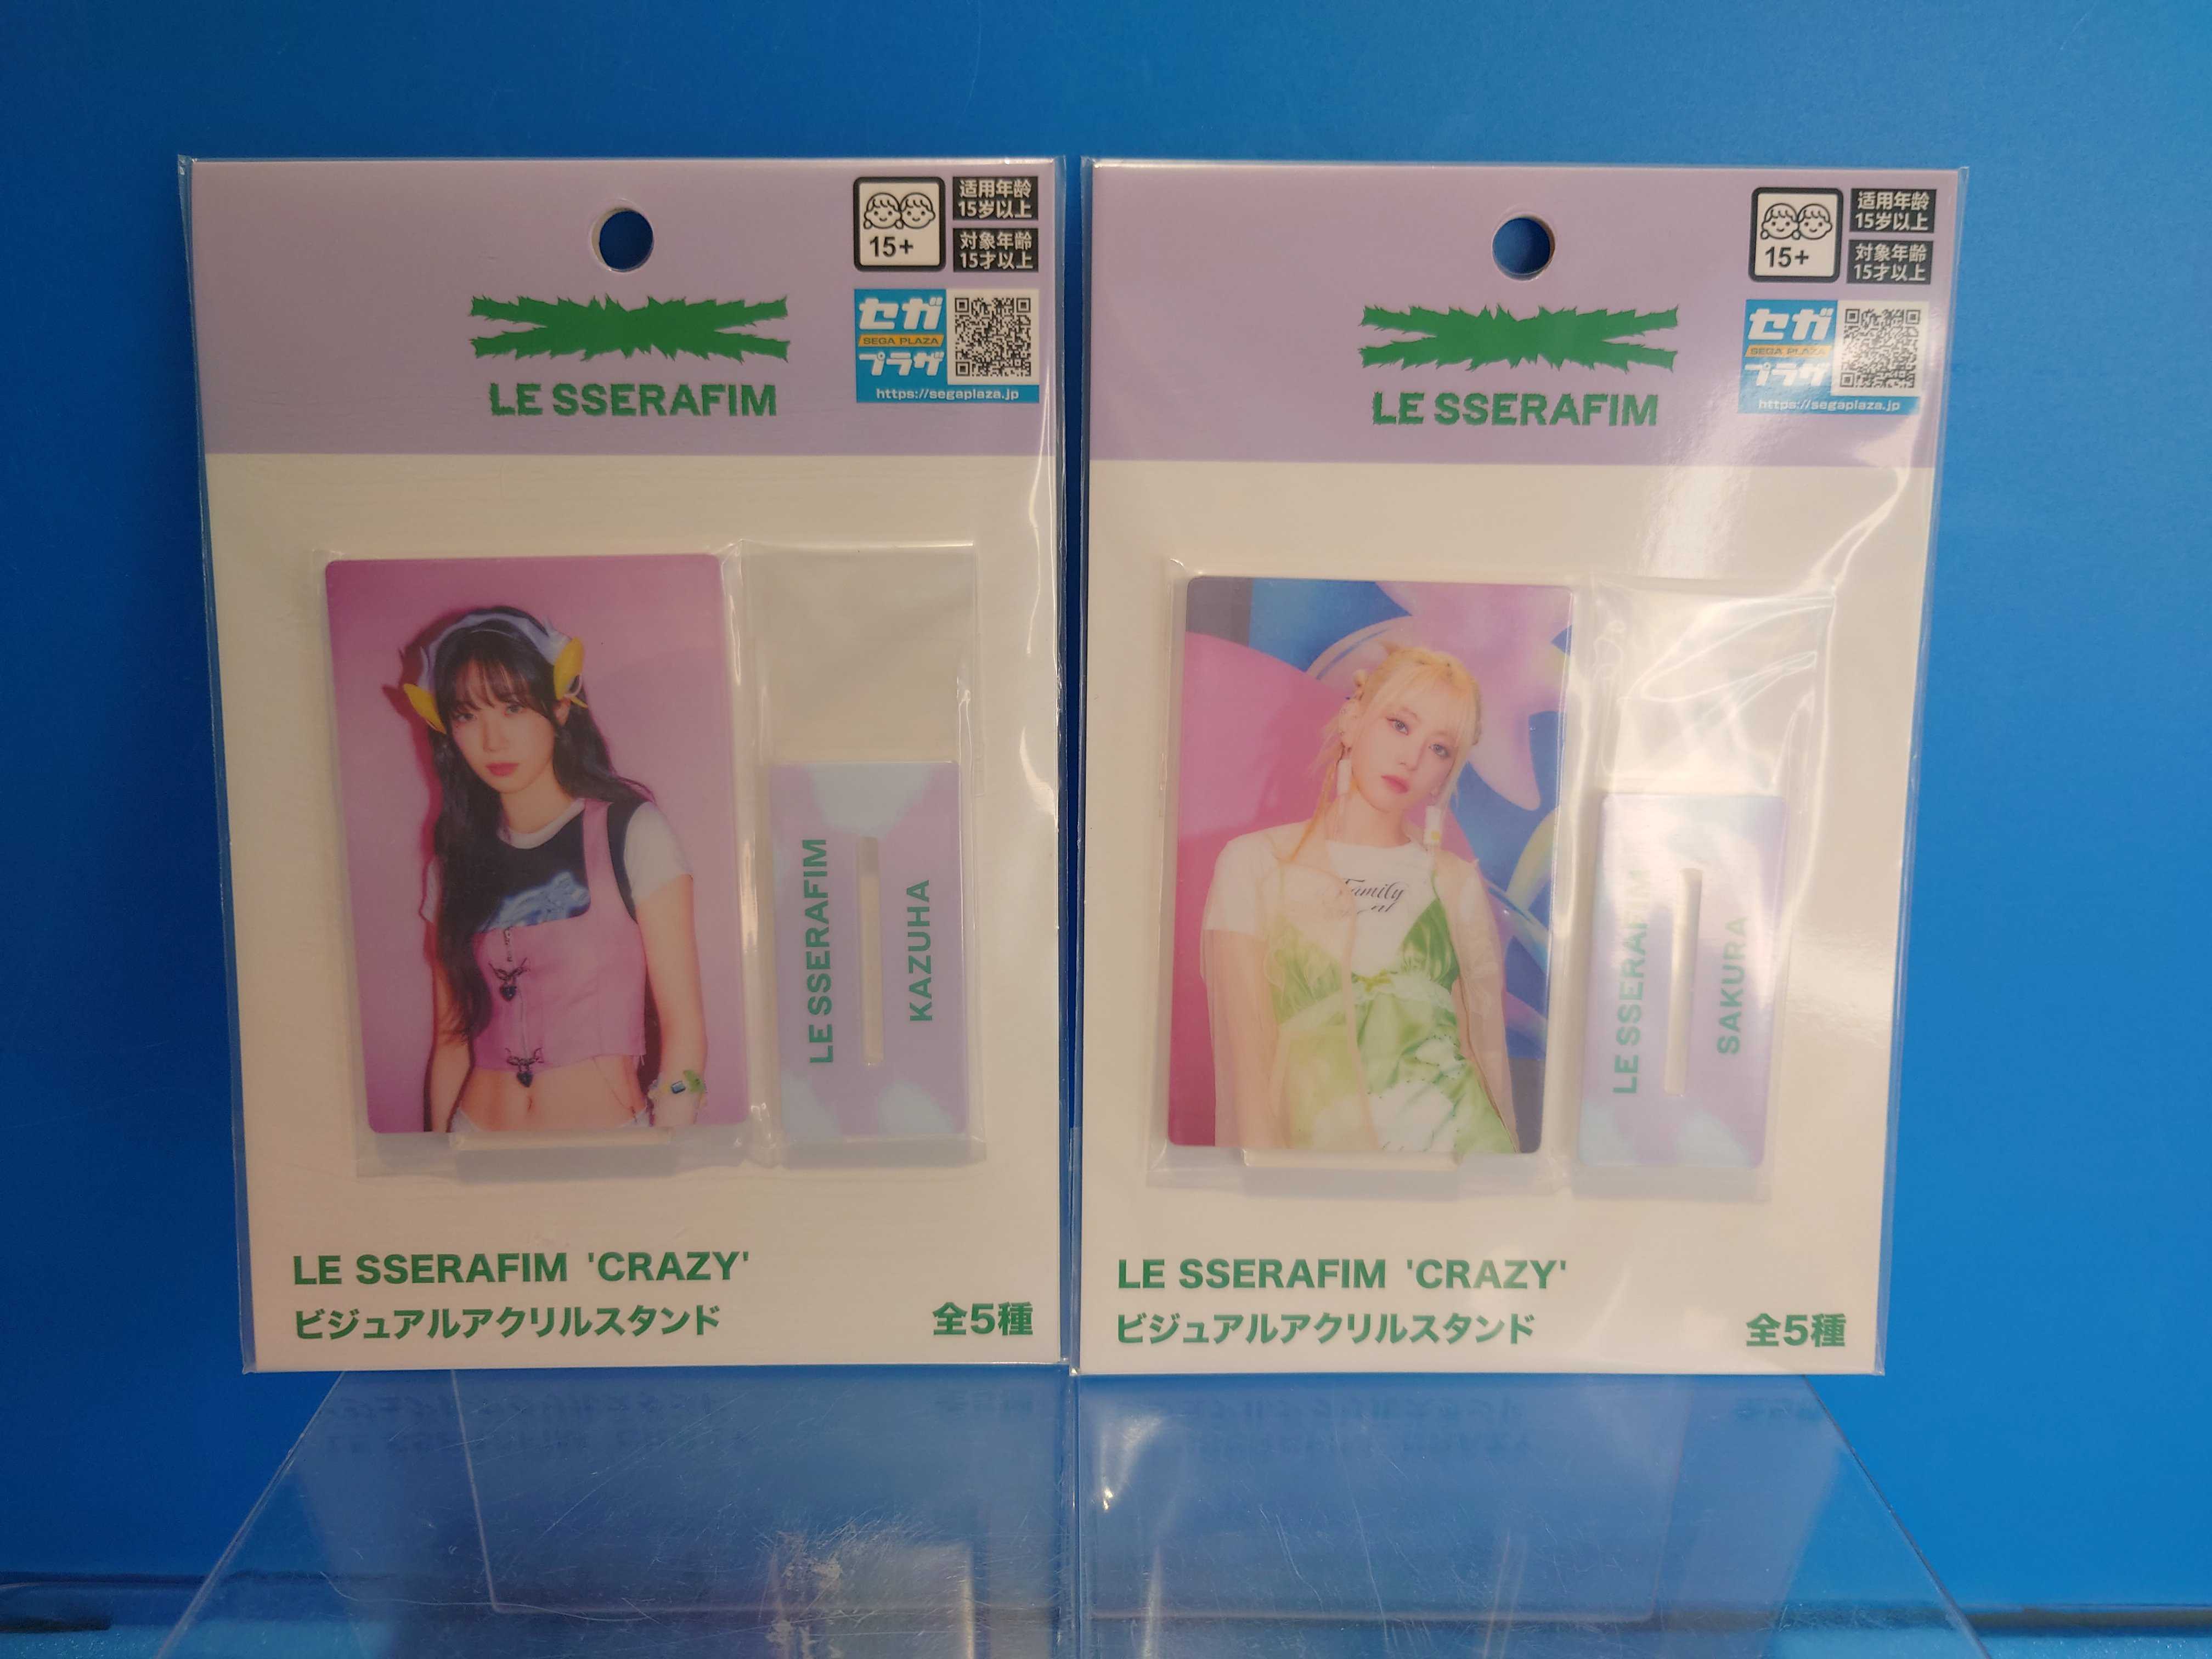 适用年龄
15岁以上
15+
対象年齢
15才以上
セガ
SEGA PLAZA
プラザ
https://segaplaza.jp
LE SSERAFIM
LE SSERAFIM
KAZUHA
LE SSERAFIM 'CRAZY'
ビジュアルアクリルスタンド
全5種
适用年龄
15岁以上
15+
対象年齢
15才以上
セガ
SEGA PLAZA
プラザ
https://segaplaza.jp
LE SSERAFIM
Family
LE SSERAFIM
SAKURA
LE SSERAFIM 'CRAZY'
ビジュアルアクリルスタンド
全5種